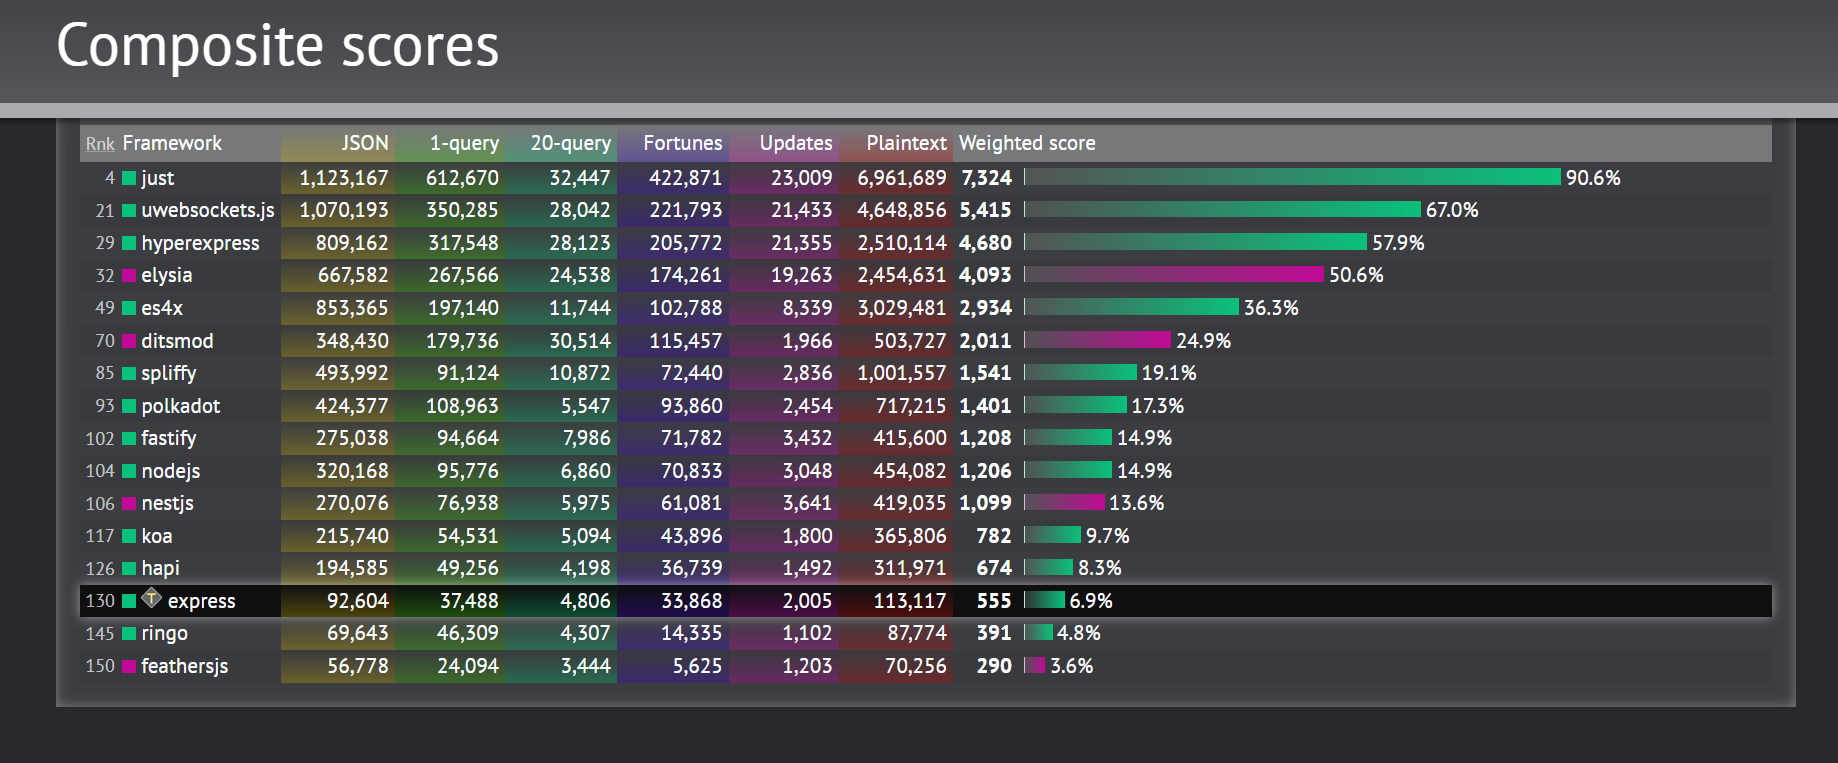 Composite scores
Rnk Framework JSON 1-query 20-query Fortunes Updates Plaintext Weighted score
4 just 1,123,167 612,670 32,447 422,871 23,009 6,961,689 7,324 90.6%
21 uwebsockets.js 1,070,193 350,285 28,042 221,793 21,433 4,648,856 5,415 67.0%
29 hyperexpress 809,162 317,548 28,123 205,772 21,355 2,510,114 4,680 57.9%
32 elysia 667,582 267,566 24,538 174,261 19,263 2,454,631 4,093 50.6%
49 es4x 853,365 197,140 11,744 102,788 8,339 3,029,481 2,934 36.3%
70 ditsmod 348,430 179,736 30,514 115,457 1,966 503,727 2,011 24.9%
85 spliffy 493,992 91,124 10,872 72,440 2,836 1,001,557 1,541 19.1%
93 polkadot 424,377 108,963 5,547 93,860 2,454 717,215 1,401 17.3%
102 fastify 275,038 94,664 7,986 71,782 3,432 415,600 1,208 14.9%
104 nodejs 320,168 95,776 6,860 70,833 3,048 454,082 1,206 14.9%
106 nestjs 270,076 76,938 5,975 61,081 3,641 419,035 1,099 13.6%
117 koa 215,740 54,531 5,094 43,896 1,800 365,806 782 9.7%
126 hapi 194,585 49,256 4,198 36,739 1,492 311,971 674 8.3%
130 T express 92,604 37,488 4,806 33,868 2,005 113,117 555 6.9%
145 ringo 69,643 46,309 4,307 14,335 1,102 87,774 391 4.8%
150 feathersjs 56,778 24,094 3,444 5,625 1,203 70,256 290 3.6%